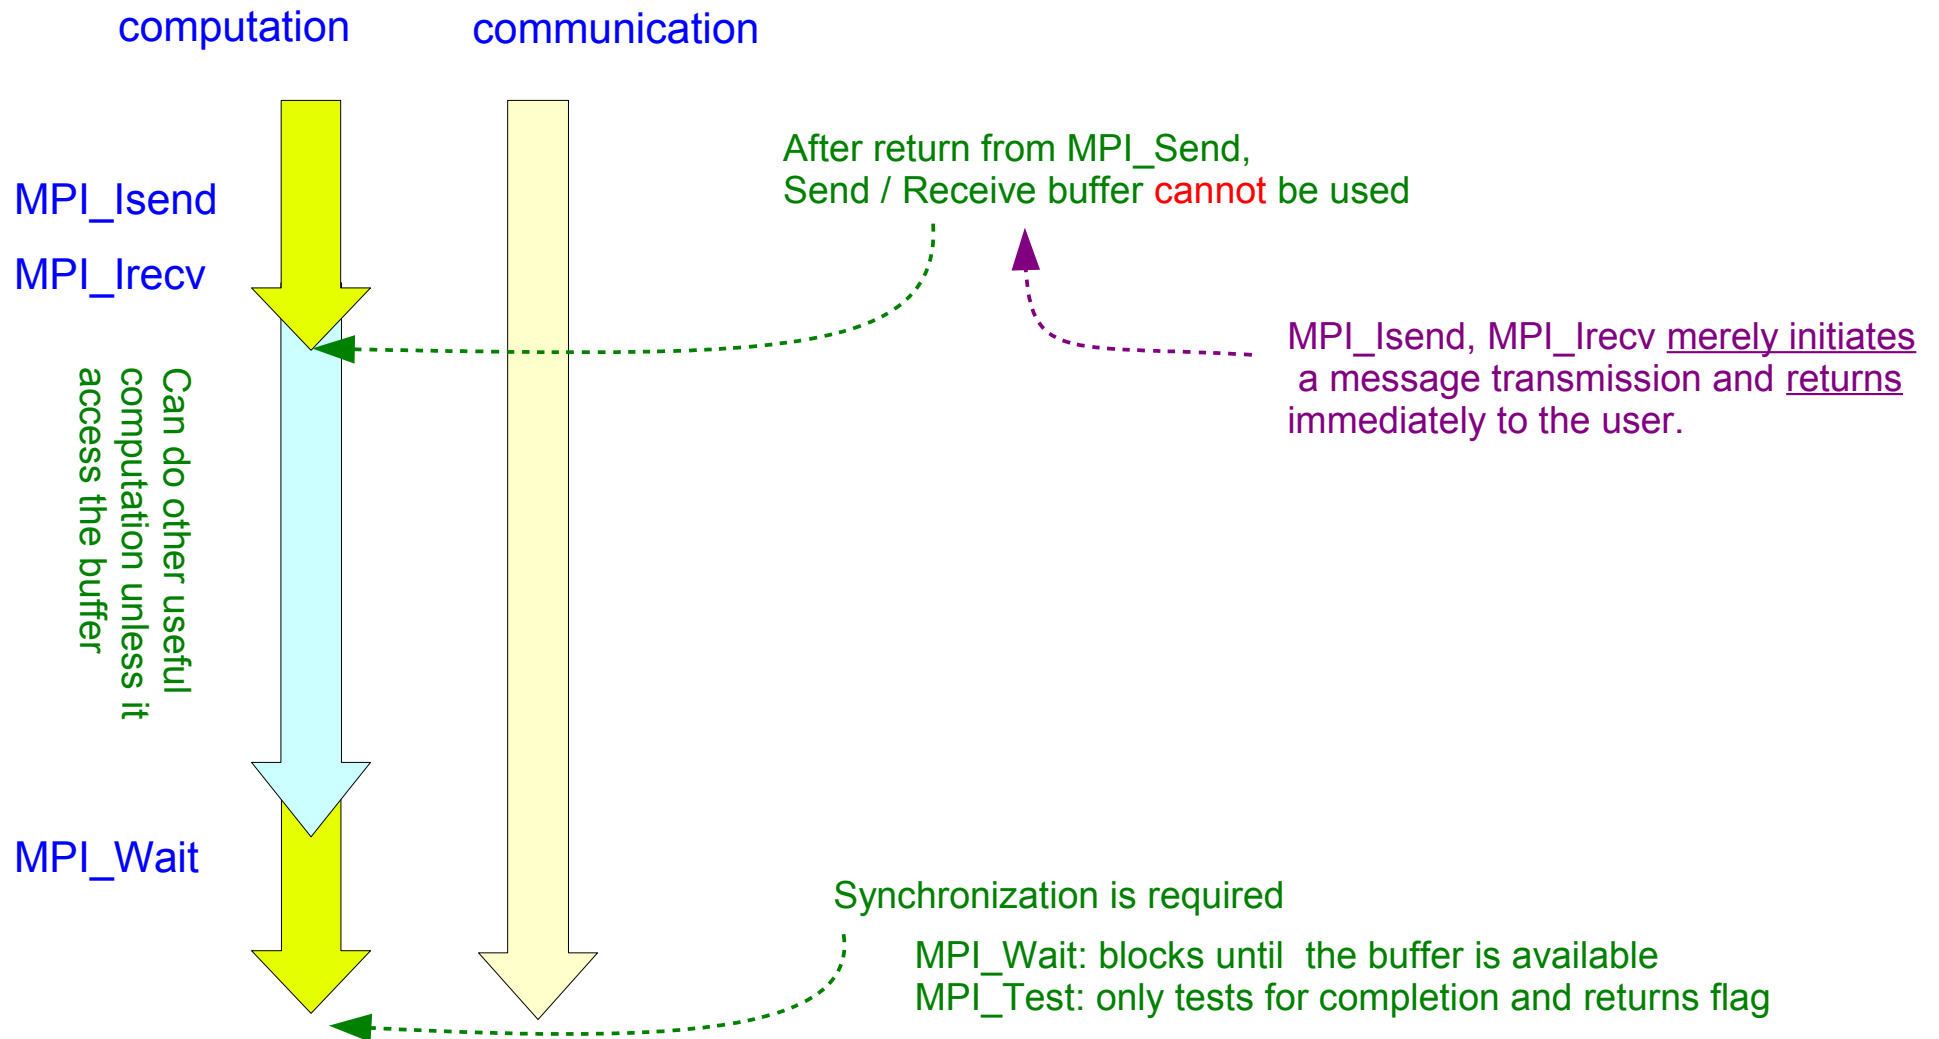 computation
communication
After return from MPI_Send,
Send / Receive buffer cannot be used
MPI_Isend
MPI_Irecv
MPI_Isend, MPI_Irecv merely initiates
a message transmission and returns
immediately to the user.
Can do other useful
computation unless it
access the buffer
MPI_Wait
Synchronization is required
MPI_Wait: blocks until  the buffer is available
MPI_Test: only tests for completion and returns flag